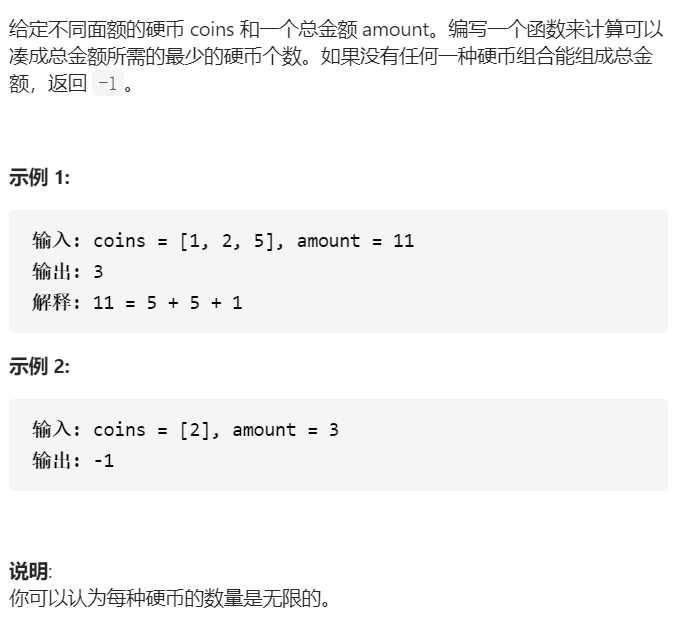 给定不同面额的硬币 coins 和一个总金额 amount。编写一个函数来计算可以
凑成总金额所需的最少的硬币个数。如果没有任何一种硬币组合能组成总金
额，返回 -1 。
示例 1:
输入: coins = [1, 2, 5], amount = 11
输出: 3
解释: 11 = 5 + 5 + 1
示例 2:
输入: coins = [2], amount = 3
输出: -1
说明:
你可以认为每种硬币的数量是无限的。